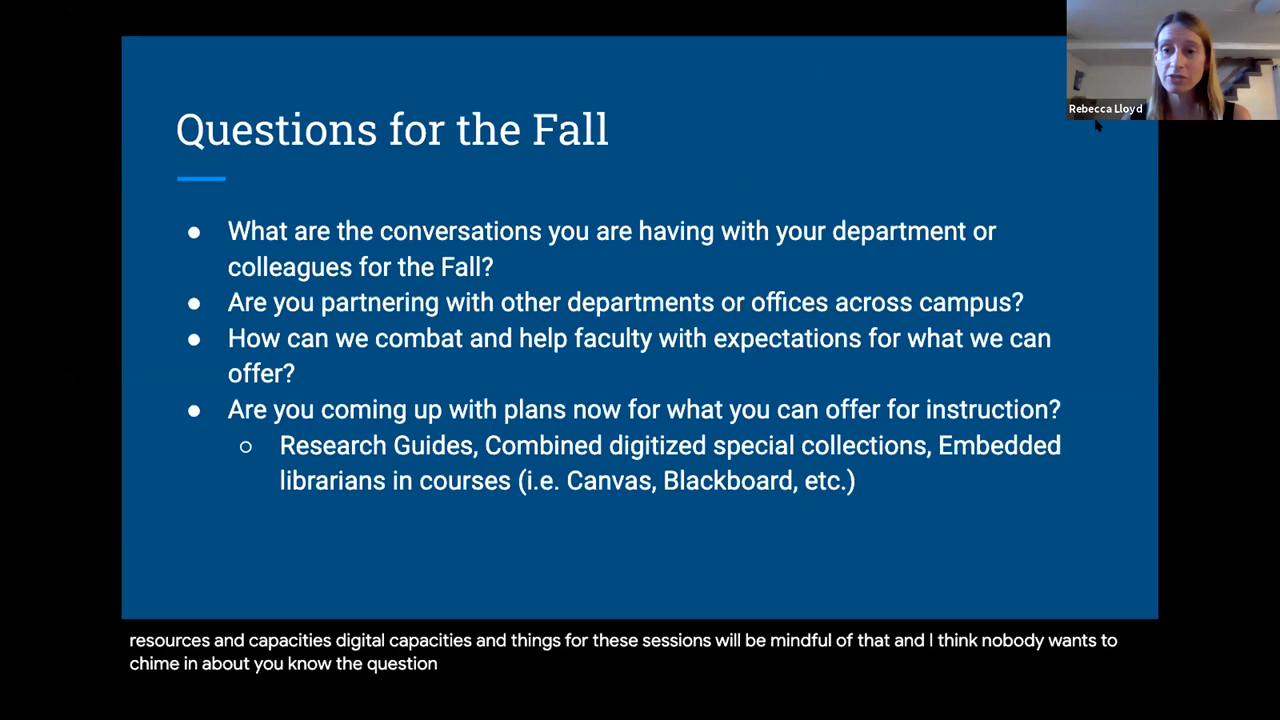 Rebecca Lloyd
Questions for the Fall
● What are the conversations you are having with your department or
colleagues for the Fall?
● Are you partnering with other departments or offices across campus?
● How can we combat and help faculty with expectations for what we can
offer?
● Are you coming up with plans now for what you can offer for instruction?
○ Research Guides, Combined digitized special collections, Embedded
librarians in courses (i.e. Canvas, Blackboard, etc.)
resources and capacities digital capacities and things for these sessions will be mindful of that and I think nobody wants to
chime in about you know the question